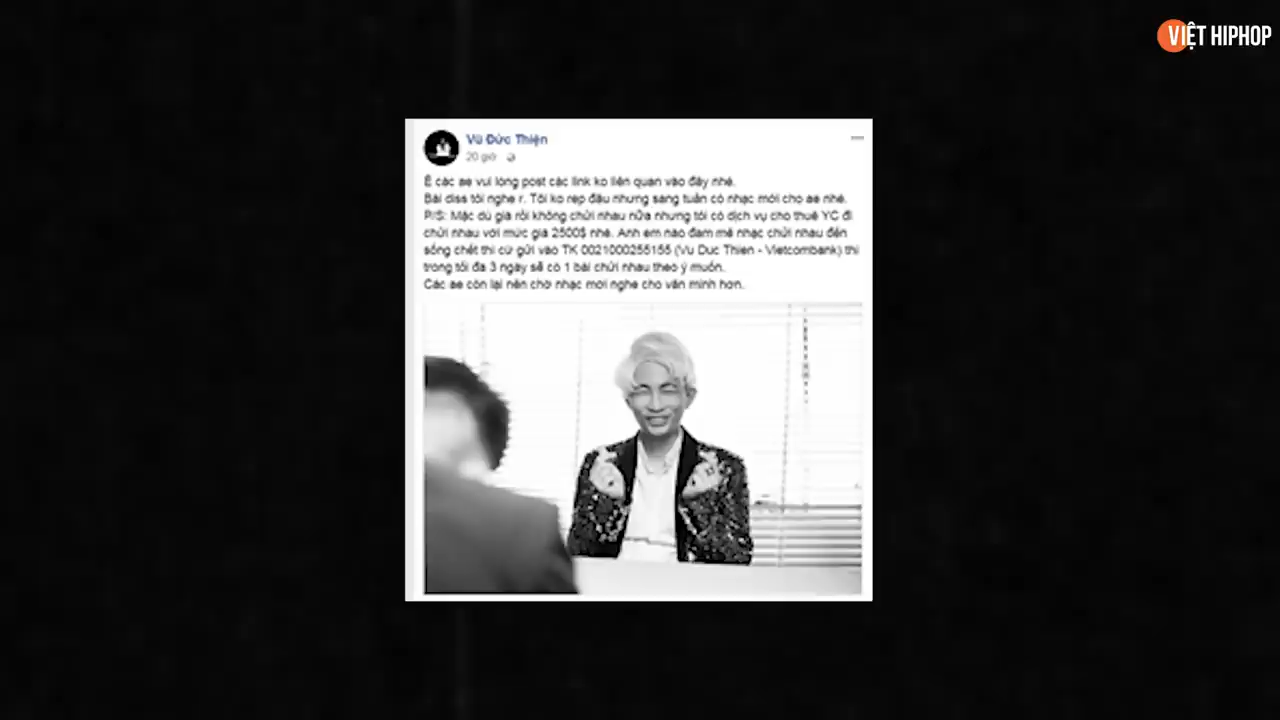 VIỆT HIPHOP
Vũ Đức Thiện
20 giờ
Ê các ae vui lòng post các link ko liên quan vào đây nhé.
Bài diss tôi nghe r. Tôi ko rep đâu nhưng sang tuần có nhạc mới cho ae nhé.
P/S: Mặc dù già rồi không chửi nhau nữa nhưng tôi có dịch vụ cho thuê YC đi
chửi nhau với mức giá 2500$ nhé. Anh em nào đam mê nhạc chửi nhau đến
sống chết thì cứ gửi vào TK 0021000255155 (Vu Duc Thien - Vietcombank) thì
trong tối đa 3 ngày sẽ có 1 bài chửi nhau theo ý muốn.
Các ae còn lại nên chờ nhạc mới nghe cho văn minh hơn.